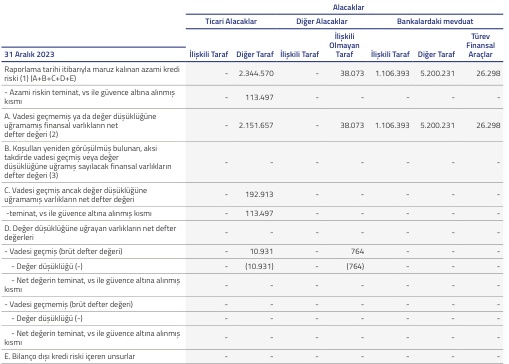 Alacaklar
Ticari Alacaklar Diğer Alacaklar Bankalardaki mevduat
31 Aralık 2023 İlişkili Taraf Diğer Taraf İlişkili Taraf İlişkili Olmayan Taraf İlişkili Taraf Diğer Taraf Türev Finansal Araçlar
Raporlama tarihi itibarıyla maruz kalınan azami kredi
riski (1) (A+B+C+D+E) - 2.344.570 - 38.073 1.106.393 5.200.231 26.298
- Azami riskin teminat, vs ile güvence altına alınmış
kısmı - 113.497 - - - - -
A. Vadesi geçmemiş ya da değer düşüklüğüne
uğramamış finansal varlıkların net
defter değeri (2) - 2.151.657 - 38.073 1.106.393 5.200.231 26.298
B. Koşulları yeniden görüşülmüş bulunan, aksi
takdirde vadesi geçmiş veya değer
düşüklüğüne uğramış sayılacak finansal varlıkların
defter değeri (3) - - - - - - -
C. Vadesi geçmiş ancak değer düşüklüğüne
uğramamış varlıkların net defter değeri - 192.913 - - - - -
-teminat, vs ile güvence altına alınmış kısmı - 113.497 - - - - -
D. Değer düşüklüğüne uğrayan varlıkların net defter
değerleri - - - - - - -
- Vadesi geçmiş (brüt defter değeri) - 10.931 - 764 - - -
- Değer düşüklüğü (-) - (10.931) - (764) - - -
- Net değerin teminat, vs ile güvence altına alınmış
kısmı - - - - - - -
- Vadesi geçmemiş (brüt defter değeri) - - - - - - -
- Değer düşüklüğü (-) - - - - - - -
- Net değerin teminat, vs ile güvence altına alınmış
kısmı - - - - - - -
E. Bilanço dışı kredi riski içeren unsurlar - - - - - - -